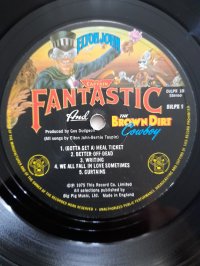 ELTON JOHN
CAPTAIN
FANTASTIC
And
THE
BROWN DIRT
Cowboy
DJLPX 1B
Stereo
DJLPX 1
Produced by Gus Dudgeon
(All songs by Elton John-Bernie Taupin)
1. (GOTTA GET A) MEAL TICKET
2. BETTER OFF DEAD
3. WRITING
4. WE ALL FALL IN LOVE SOMETIMES
5. CURTAINS
℗ 1975 This Record Co. Limited
All selections published by
Big Pig Music, Ltd. Made in England